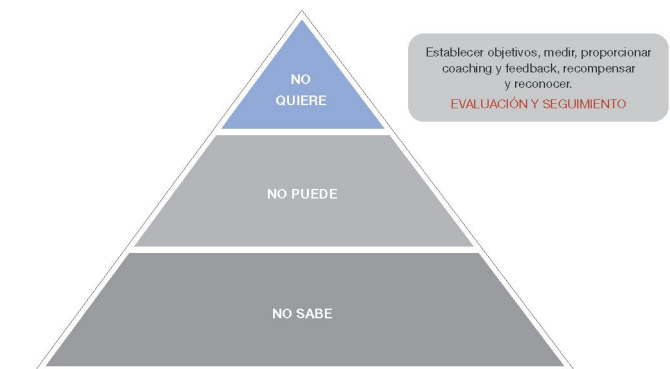 NO
QUIERE
Establecer objetivos, medir, proporcionar
coaching y feedback, recompensar
y reconocer.
EVALUACIÓN Y SEGUIMIENTO
NO PUEDE
NO SABE